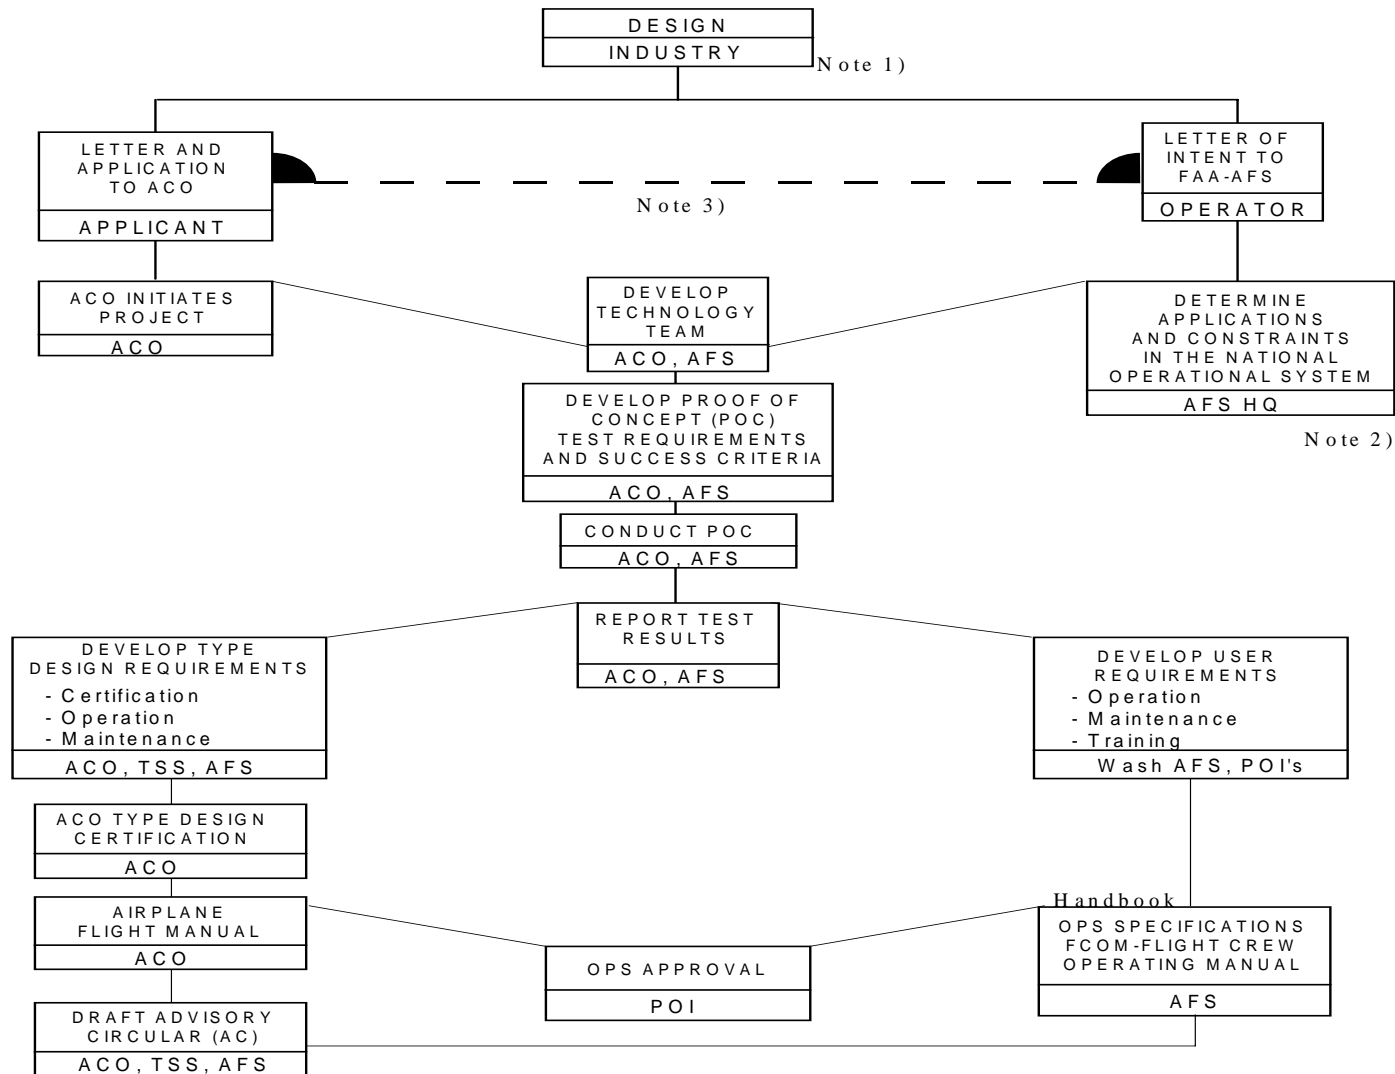 DESIGN
INDUSTRY
Note 1)
LETTER AND
APPLICATION
TO ACO
APPLICANT
LETTER OF
INTENT TO
FAA-AFS
OPERATOR
Note 3)
ACO INITIATES
PROJECT
ACO
DEVELOP
TECHNOLOGY
TEAM
ACO, AFS
DETERMINE
APPLICATIONS
AND CONSTRAINTS
IN THE NATIONAL
OPERATIONAL SYSTEM
AFS HQ
Note 2)
DEVELOP PROOF OF
CONCEPT (POC)
TEST REQUIREMENTS
AND SUCCESS CRITERIA
ACO, AFS
CONDUCT POC
ACO, AFS
REPORT TEST
RESULTS
ACO, AFS
DEVELOP TYPE
DESIGN REQUIREMENTS
- Certification
- Operation
- Maintenance
ACO, TSS, AFS
DEVELOP USER
REQUIREMENTS
- Operation
- Maintenance
- Training
Wash AFS, POI's
ACO TYPE DESIGN
CERTIFICATION
ACO
AIRPLANE
FLIGHT MANUAL
ACO
Handbook
OPS SPECIFICATIONS
FCOM-FLIGHT CREW
OPERATING MANUAL
AFS
OPS APPROVAL
POI
DRAFT ADVISORY
CIRCULAR (AC)
ACO, TSS, AFS